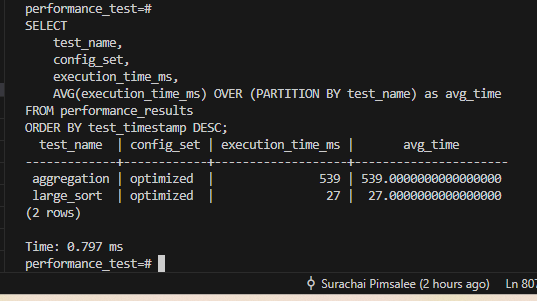 performance_test=#
SELECT
    test_name,
    config_set,
    execution_time_ms,
    AVG(execution_time_ms) OVER (PARTITION BY test_name) as avg_time
FROM performance_results
ORDER BY test_timestamp DESC;
  test_name  | config_set | execution_time_ms |       avg_time
-------------+------------+-------------------+----------------------
 aggregation | optimized  |               539 | 539.0000000000000000
 large_sort  | optimized  |                27 |  27.0000000000000000
(2 rows)

Time: 0.797 ms
performance_test=#
Surachai Pimsalee (2 hours ago) Ln 807